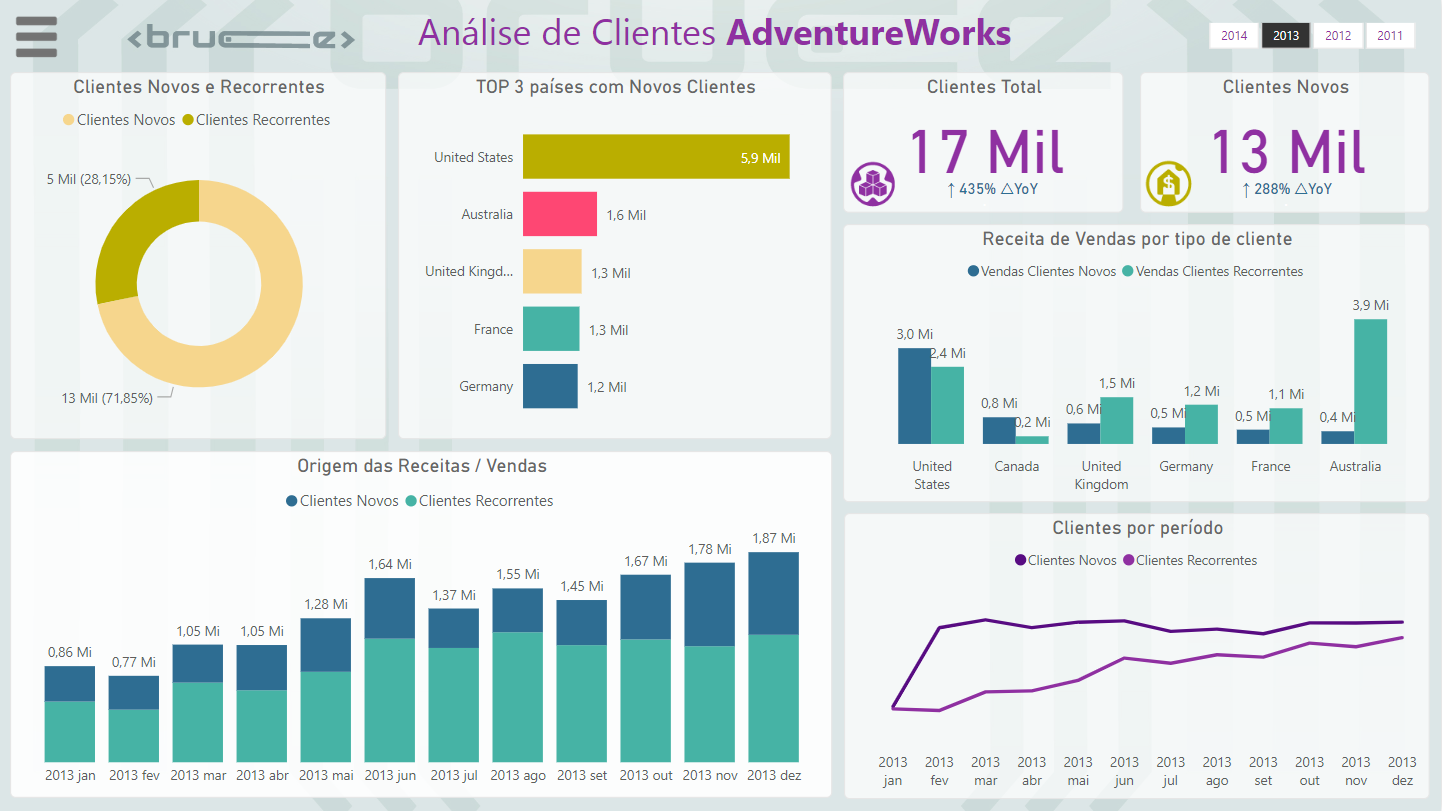 <bruce>
Análise de Clientes AdventureWorks
2014 2013 2012 2011
Clientes Novos e Recorrentes
Clientes Novos Clientes Recorrentes
5 Mil (28,15%)
13 Mil (71,85%)
TOP 3 países com Novos Clientes
United States 5,9 Mil
Australia 1,6 Mil
United Kingd... 1,3 Mil
France 1,3 Mil
Germany 1,2 Mil
Clientes Total
17 Mil
↑ 435% △YoY
Clientes Novos
13 Mil
↑ 288% △YoY
Receita de Vendas por tipo de cliente
Vendas Clientes Novos Vendas Clientes Recorrentes
3,0 Mi 2,4 Mi 0,8 Mi 0,2 Mi 0,6 Mi 1,5 Mi 0,5 Mi 1,2 Mi 0,5 Mi 1,1 Mi 0,4 Mi 3,9 Mi
United Canada United Germany France Australia
States Kingdom
Origem das Receitas / Vendas
Clientes Novos Clientes Recorrentes
0,86 Mi 0,77 Mi 1,05 Mi 1,05 Mi 1,28 Mi 1,64 Mi 1,37 Mi 1,55 Mi 1,45 Mi 1,67 Mi 1,78 Mi 1,87 Mi
2013 jan 2013 fev 2013 mar 2013 abr 2013 mai 2013 jun 2013 jul 2013 ago 2013 set 2013 out 2013 nov 2013 dez
Clientes por período
Clientes Novos Clientes Recorrentes
2013 2013 2013 2013 2013 2013 2013 2013 2013 2013 2013 2013
jan fev mar abr mai jun jul ago set out nov dez